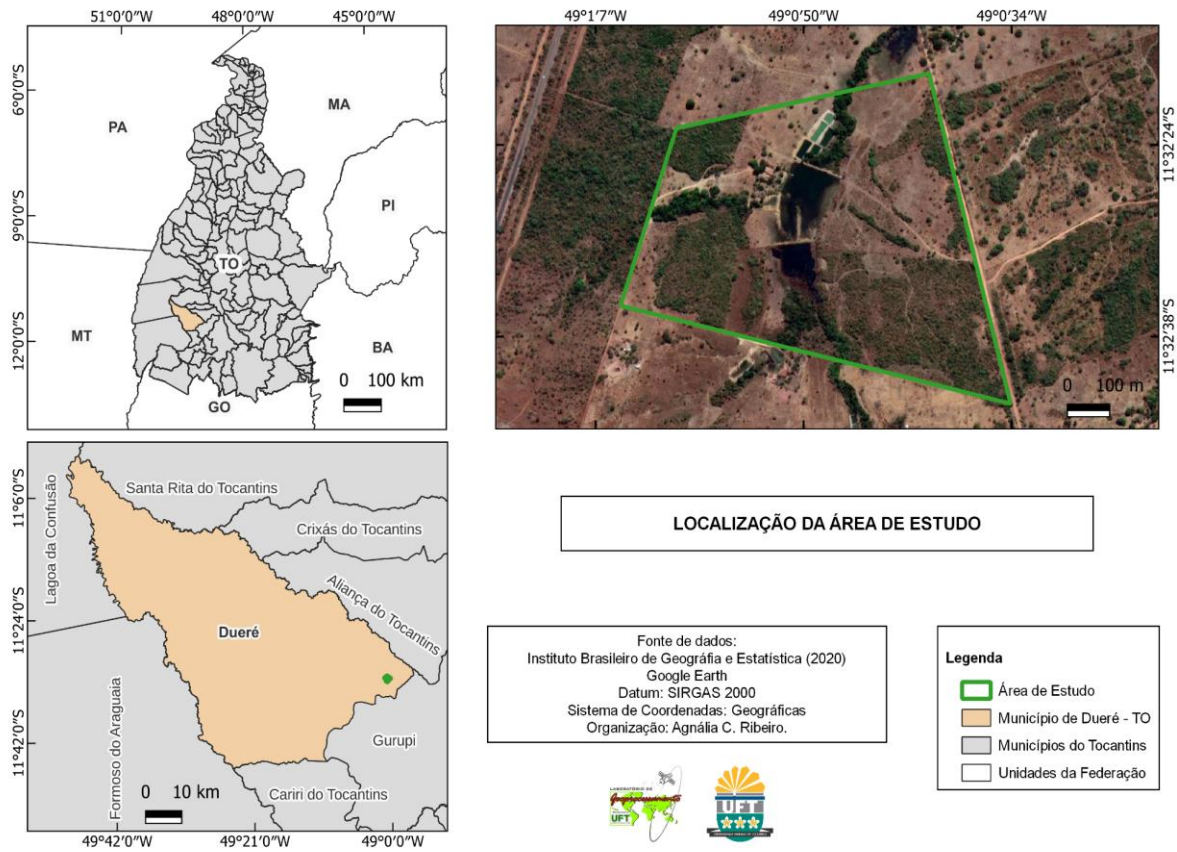 51°0'0"W 48°0'0"W 45°0'0"W
6°0'0"S
9°0'0"S
12°0'0"S
PA
MA
PI
TO
MT
BA
GO
0 100 km
49°1'17"W 49°0'50"W 49°0'34"W
11°32'24"S
11°32'38"S
0 100 m
11°6'0"S
11°24'0"S
11°42'0"S
Lagoa da Confusão
Santa Rita do Tocantins
Crixás do Tocantins
Aliança do Tocantins
Dueré
Formoso do Araguaia
Gurupi
Cariri do Tocantins
0 10 km
49°42'0"W 49°21'0"W 49°0'0"W
LOCALIZAÇÃO DA ÁREA DE ESTUDO
Fonte de dados:
Instituto Brasileiro de Geográfia e Estatística (2020)
Google Earth
Datum: SIRGAS 2000
Sistema de Coordenadas: Geográficas
Organização: Agnália C. Ribeiro.
LABORATÓRIO DE
Geoprocessamento
UFT
UFT
Legenda
Área de Estudo
Município de Dueré - TO
Municípios do Tocantins
Unidades da Federação